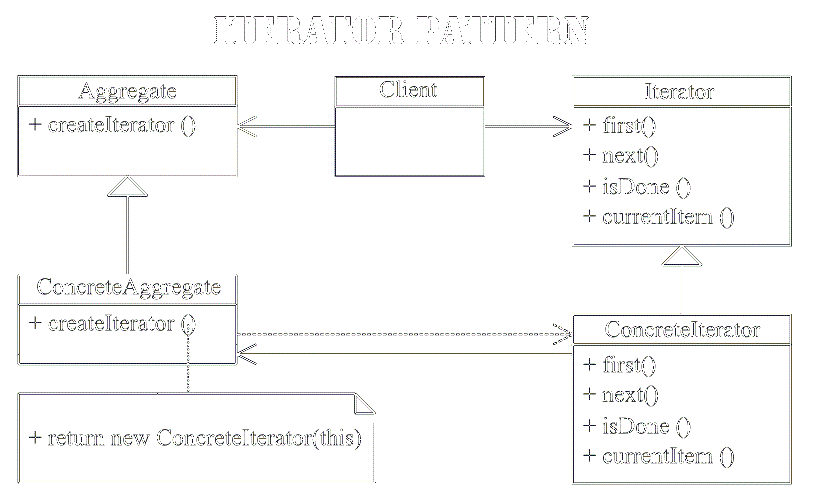 ITERATOR PATTERN
Aggregate
+ createIterator ()
Client
Iterator
+ first()
+ next()
+ isDone ()
+ currentItem ()
ConcreteAggregate
+ createIterator ()
ConcreteIterator
+ first()
+ next()
+ isDone ()
+ currentItem ()
+ return new ConcreteIterator(this)